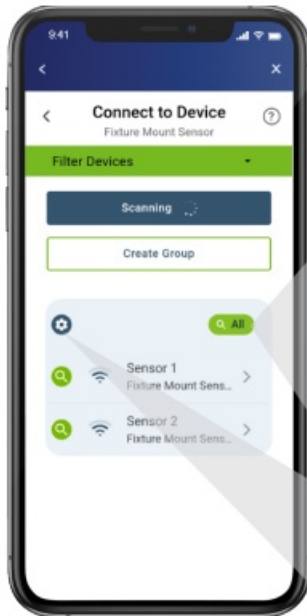 9:41
Connect to Device
Fixture Mount Sensor
Filter Devices
Scanning
Create Group
All
Sensor 1
Fixture Mount Sens...
Sensor 2
Fixture Mount Sens...